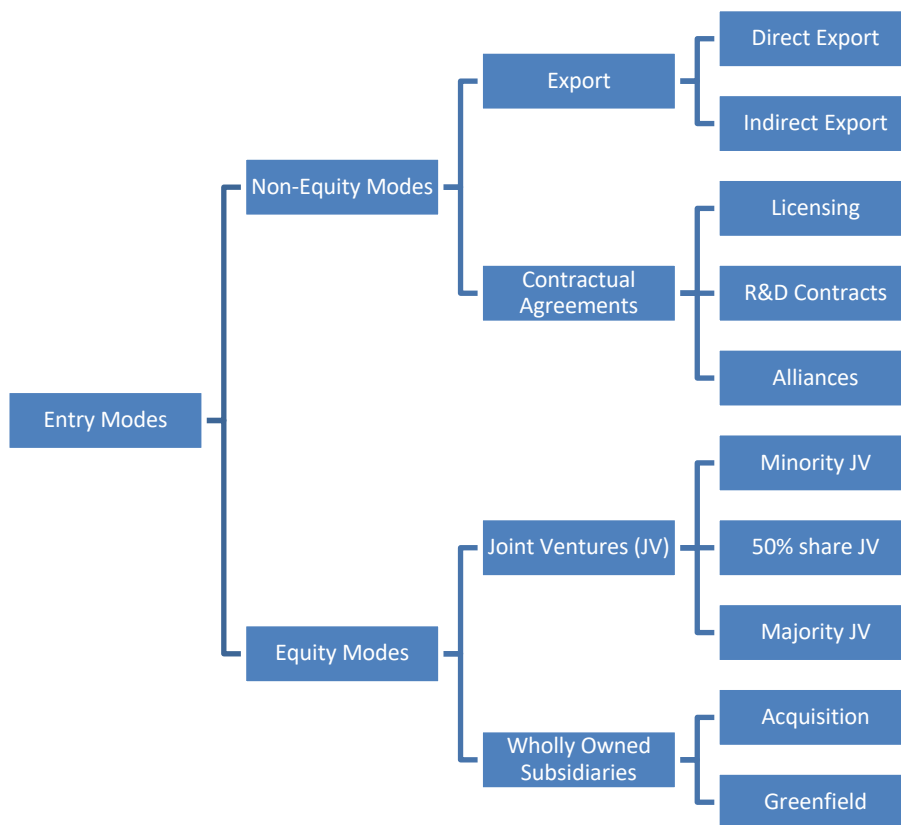 Direct Export
Export
Indirect Export
Non-Equity Modes
Licensing
Contractual
Agreements
R&D Contracts
Alliances
Entry Modes
Minority JV
Joint Ventures (JV)
50% share JV
Majority JV
Equity Modes
Acquisition
Wholly Owned
Subsidiaries
Greenfield